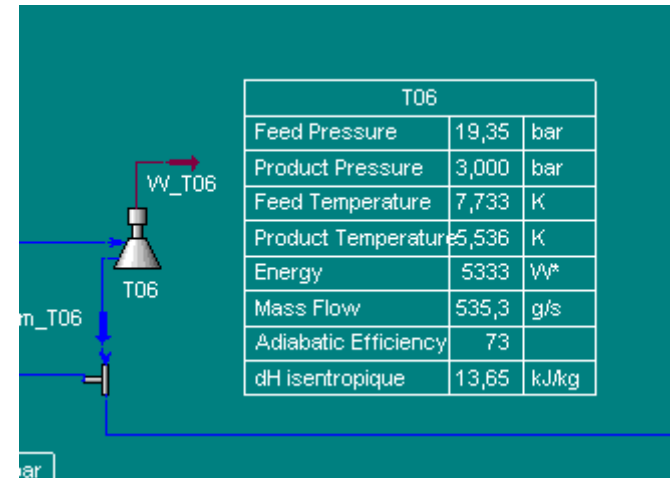 T06
Feed Pressure 19,35 bar
Product Pressure 3,000 bar
Feed Temperature 7,733 K
Product Temperature 5,536 K
Energy 5333 W*
Mass Flow 535,3 g/s
Adiabatic Efficiency 73
dH isentropique 13,65 kJ/kg
W_T06
T06
m_T06
bar